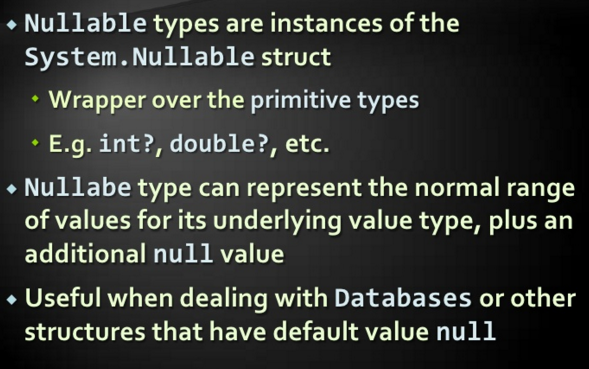 Nullable types are instances of the
System.Nullable struct
Wrapper over the primitive types
E.g. int?, double?, etc.
Nullabe type can represent the normal range
of values for its underlying value type, plus an
additional null value
Useful when dealing with Databases or other
structures that have default value null